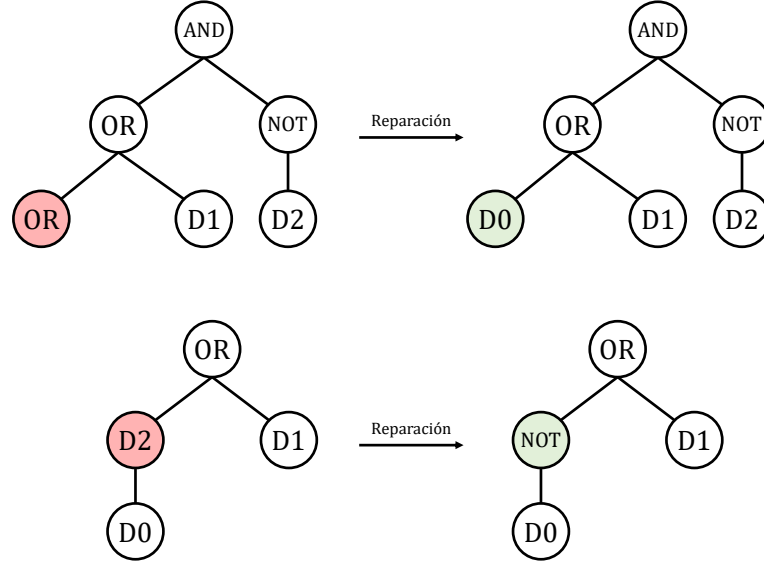 AND
AND
OR
NOT
Reparación
OR
NOT
OR
D1
D2
D0
D1
D2
OR
OR
D2
D1
Reparación
NOT
D1
D0
D0